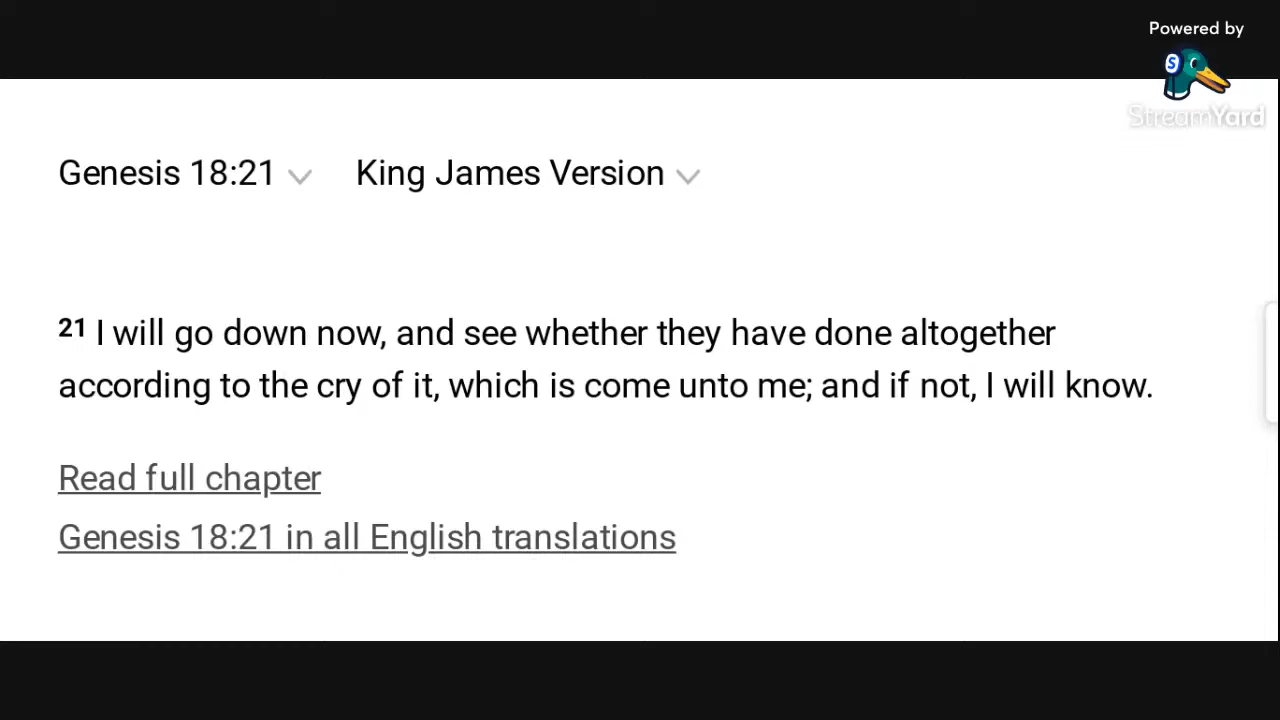 Powered by
S
StreamYard
Genesis 18:21 King James Version
21 I will go down now, and see whether they have done altogether
according to the cry of it, which is come unto me; and if not, I will know.
Read full chapter
Genesis 18:21 in all English translations